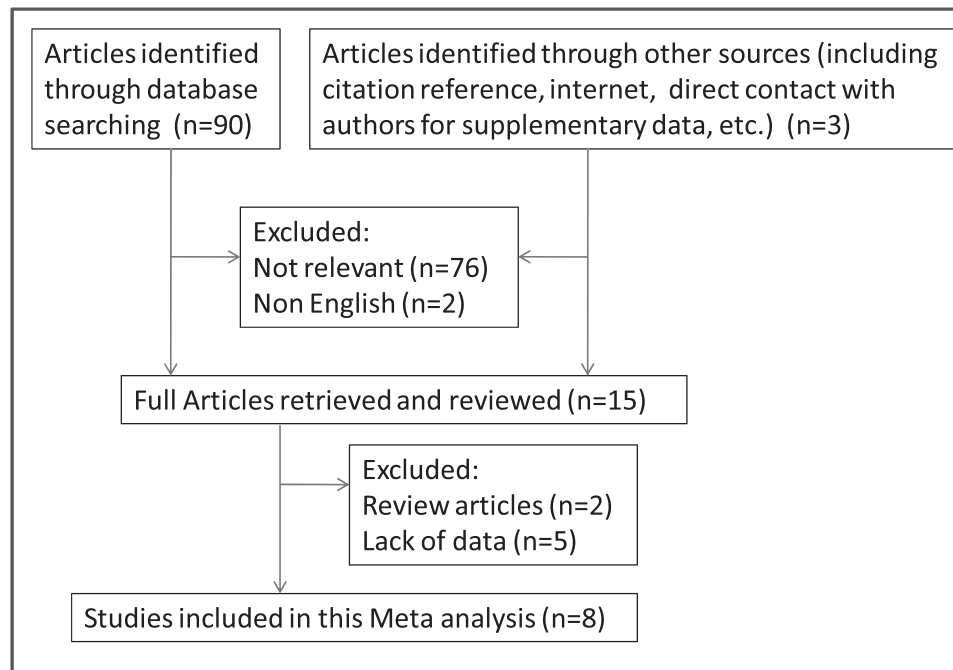 Articles identified
through database
searching (n=90)
Articles identified through other sources (including
citation reference, internet, direct contact with
authors for supplementary data, etc.) (n=3)
Excluded:
Not relevant (n=76)
Non English (n=2)
Full Articles retrieved and reviewed (n=15)
Excluded:
Review articles (n=2)
Lack of data (n=5)
Studies included in this Meta analysis (n=8)